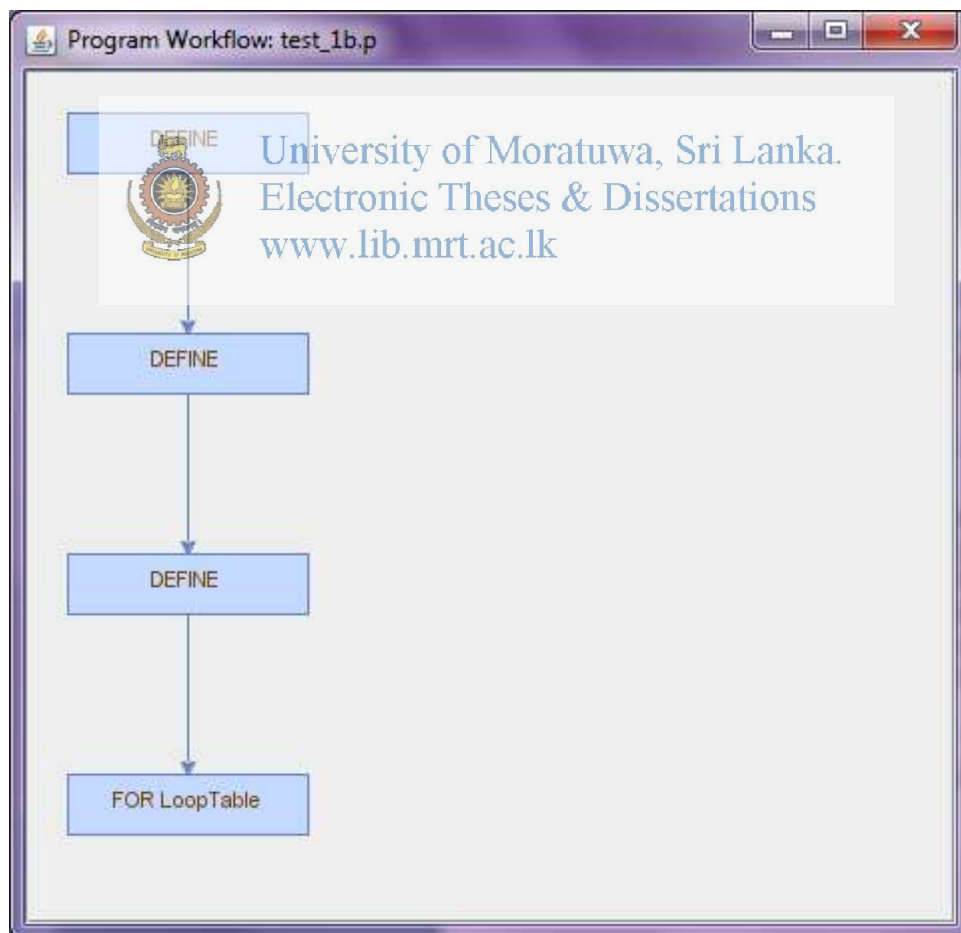 Program Workflow: test_1b.p
DEFINE
University of Moratuwa, Sri Lanka.
Electronic Theses & Dissertations
www.lib.mrt.ac.lk
DEFINE
DEFINE
FOR LoopTable